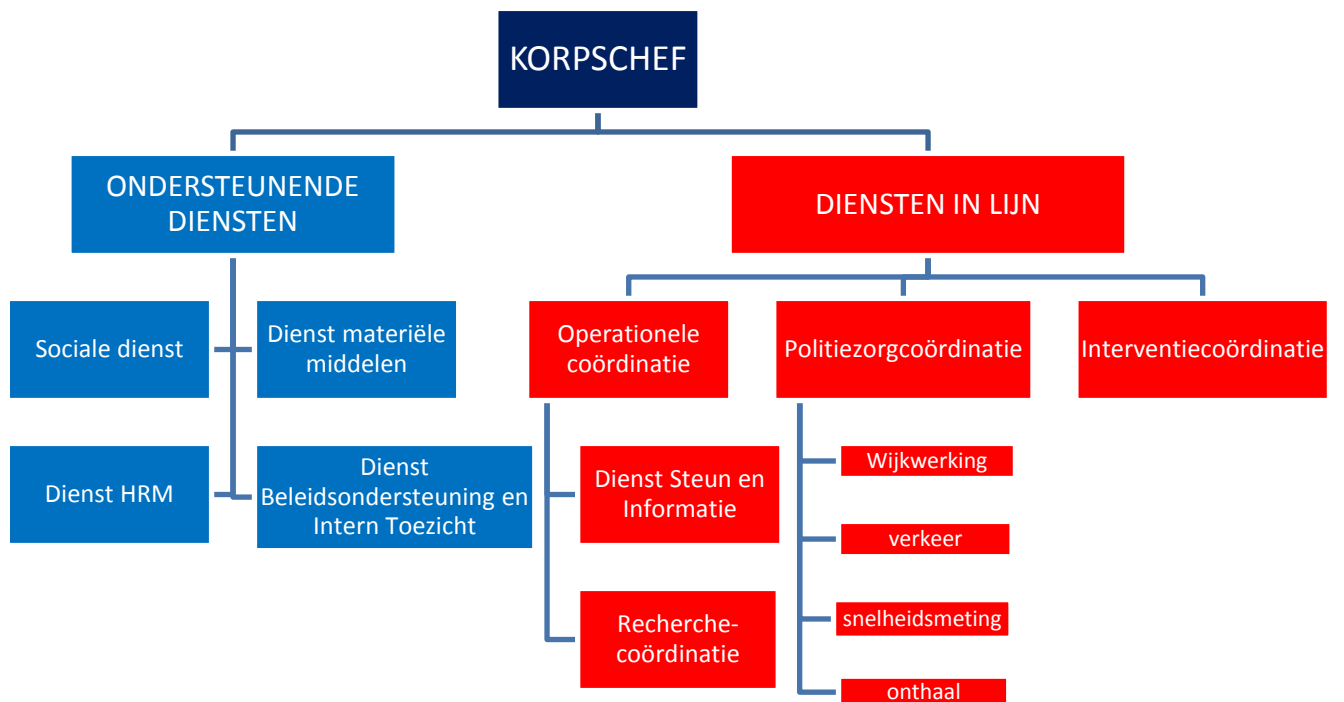 KORPSCHEF
ONDERSTEUNENDE
DIENSTEN
DIENSTEN IN LIJN
Sociale dienst
Dienst materiële
middelen
Operationele
coördinatie
Politiezorgcoördinatie
Interventiecoördinatie
Dienst HRM
Dienst
Beleidsondersteuning en
Intern Toezicht
Dienst Steun en
Informatie
Recherche-
coördinatie
Wijkwerking
verkeer
snelheidsmeting
onthaal